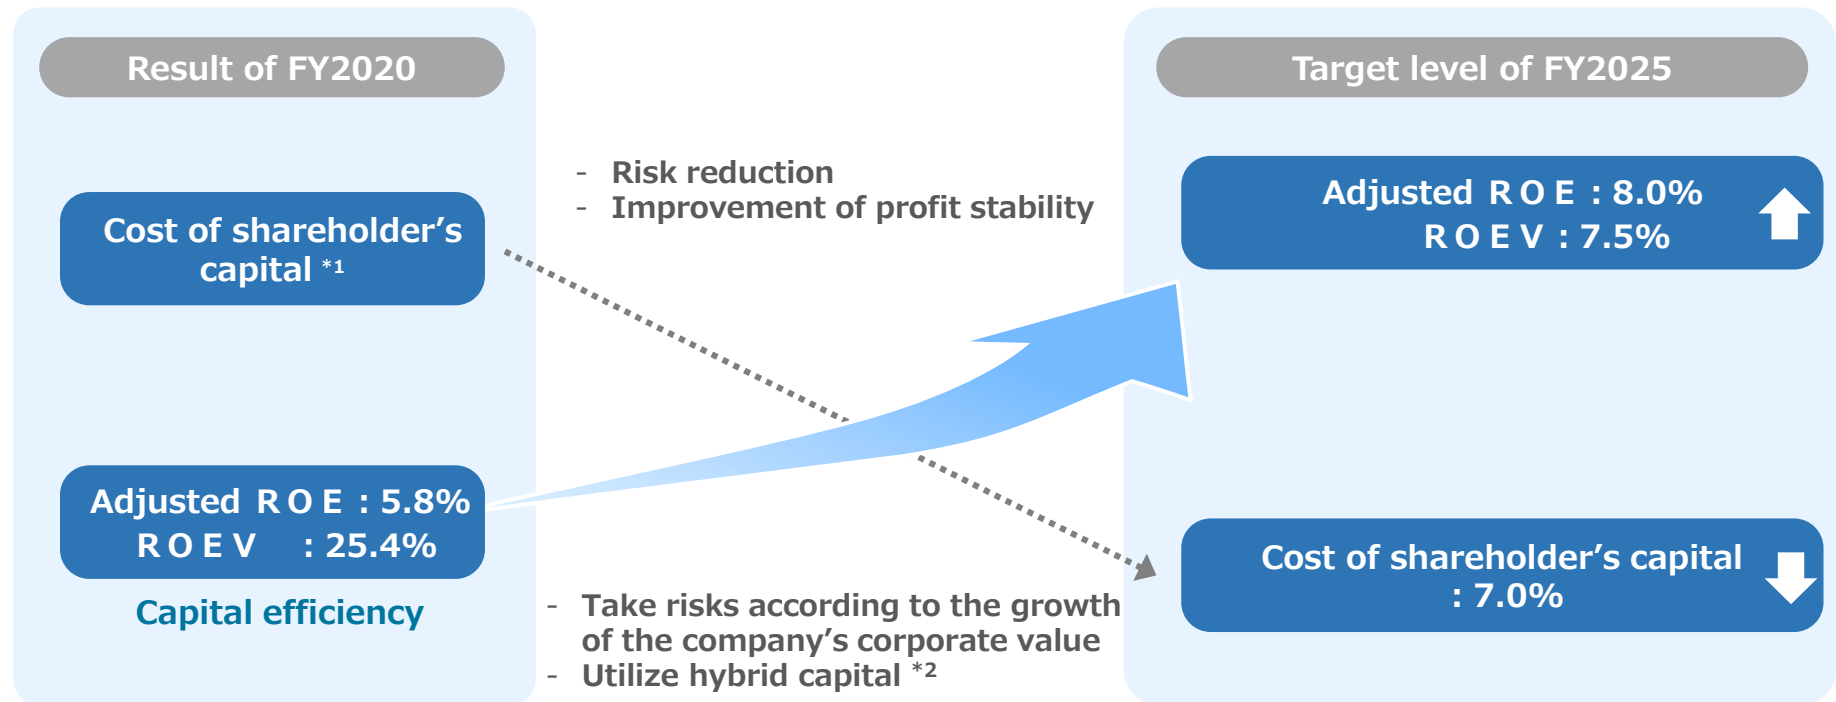 Result of FY2020
Cost of shareholder’s
capital *1
Adjusted ＲＯＥ : 5.8%
ＲＯＥＶ : 25.4%
Capital efficiency
- Risk reduction
- Improvement of profit stability
- Take risks according to the growth
of the company’s corporate value
- Utilize hybrid capital *2
Target level of FY2025
Adjusted ＲＯＥ : 8.0%
ＲＯＥＶ : 7.5%
Cost of shareholder’s capital
: 7.0%